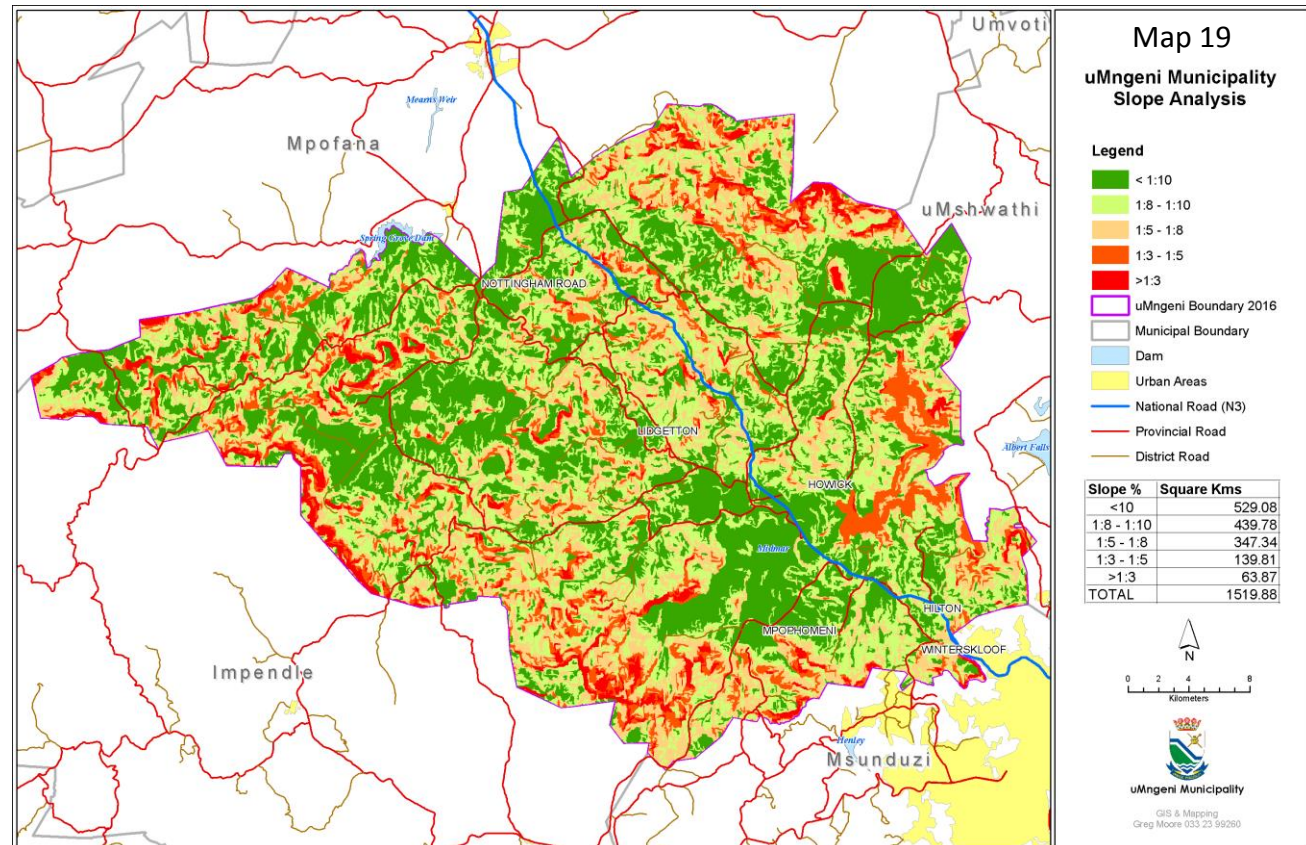 Umvoti
Mearns Weir
Mpofana
uMshwathi
Spring Grove Dam
NOTTINGHAM ROAD
LIDGETTON
Albert Falls
HOWICK
Midmar
HILTON
MPOPHOMENI
WINTERSKLOOF
Impendle
Henley
Msunduzi
Map 19
uMngeni Municipality
Slope Analysis
Legend
< 1:10
1:8 - 1:10
1:5 - 1:8
1:3 - 1:5
>1:3
uMngeni Boundary 2016
Municipal Boundary
Dam
Urban Areas
National Road (N3)
Provincial Road
District Road
Slope % Square Kms
<10 529.08
1:8 - 1:10 439.78
1:5 - 1:8 347.34
1:3 - 1:5 139.81
>1:3 63.87
TOTAL 1519.88
N
0 2 4 8
Kilometers
uMngeni Municipality
GIS & Mapping
Greg Moore 033 23 99260